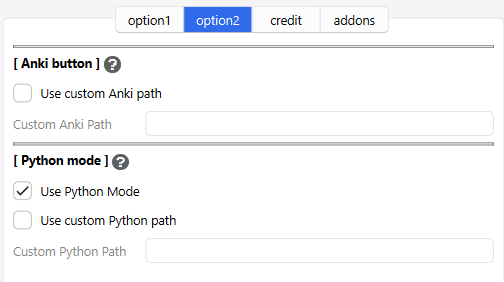 option1 option2 credit addons
[ Anki button ] ?
Use custom Anki path
Custom Anki Path
[ Python mode ] ?
Use Python Mode
Use custom Python path
Custom Python Path